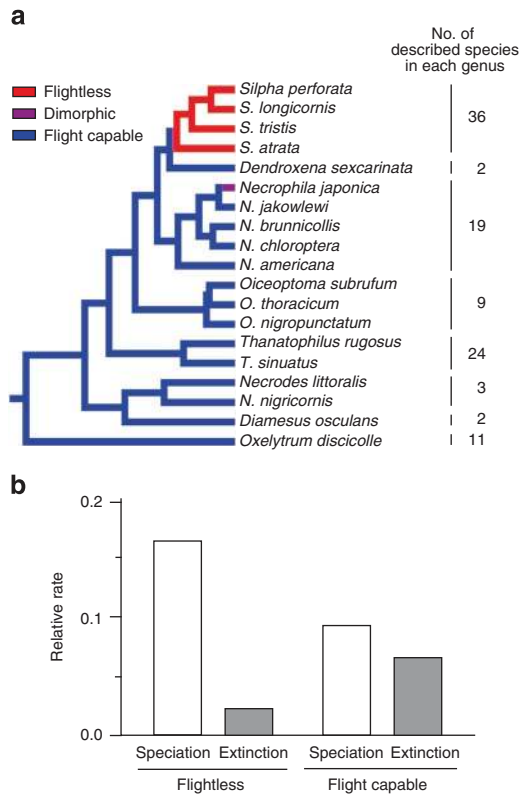 a
No. of
described species
in each genus
Flightless
Dimorphic
Flight capable
Silpha perforata
S. longicornis
S. tristis
S. atrata
36
Dendroxena sexcarinata
2
Necrophila japonica
N. jakowlewi
N. brunnicollis
N. chloroptera
N. americana
19
Oiceoptoma subrufum
O. thoracicum
O. nigropunctatum
9
Thanatophilus rugosus
T. sinuatus
24
Necrodes littoralis
N. nigricornis
3
Diamesus osculans
2
Oxelytrum discicolle
11
b
Relative rate
0.2
0.1
0.0
Speciation Extinction Speciation Extinction
Flightless Flight capable